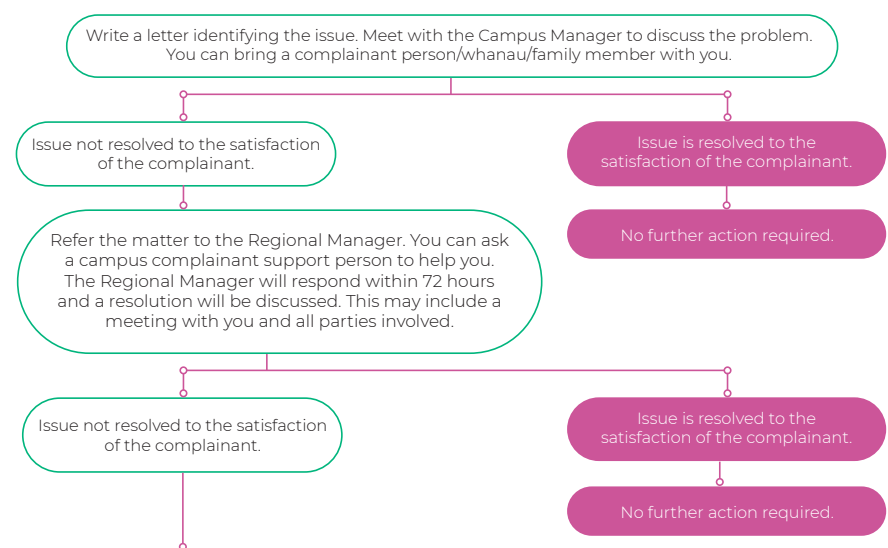 Write a letter identifying the issue. Meet with the Campus Manager to discuss the problem.
You can bring a complainant person/whanau/family member with you.
Issue not resolved to the satisfaction
of the complainant.
Issue is resolved to the
satisfaction of the complainant.
No further action required.
Refer the matter to the Regional Manager. You can ask
a campus complainant support person to help you.
The Regional Manager will respond within 72 hours
and a resolution will be discussed. This may include a
meeting with you and all parties involved.
Issue not resolved to the satisfaction
of the complainant.
Issue is resolved to the
satisfaction of the complainant.
No further action required.